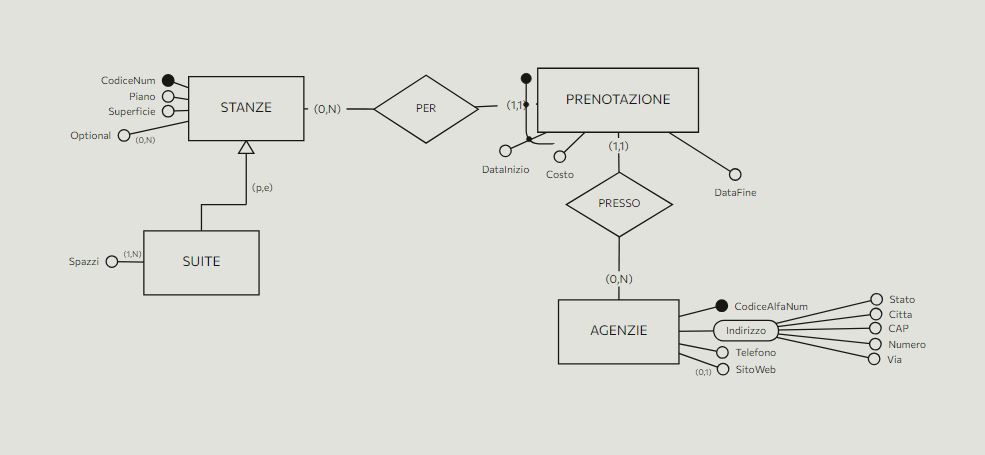 CodiceNum
Piano
Superficie
Optional
(0,N)
STANZE
(0,N)
PER
(1,1)
PRENOTAZIONE
DataInizio
Costo
(1,1)
DataFine
PRESSO
(p,e)
Spazzi
(1,N)
SUITE
(0,N)
AGENZIE
CodiceAlfaNum
Indirizzo
Telefono
(0,1)
SitoWeb
Stato
Citta
CAP
Numero
Via